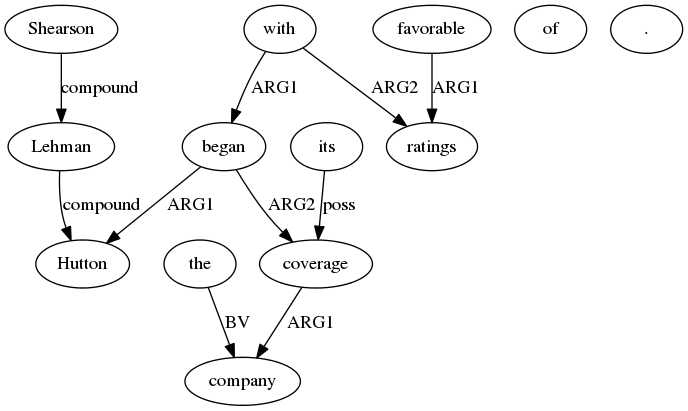 Shearson with favorable of .
compound ARG1 ARG2 ARG1
Lehman began its ratings
compound ARG1 ARG2 poss
Hutton the coverage
BV ARG1
company